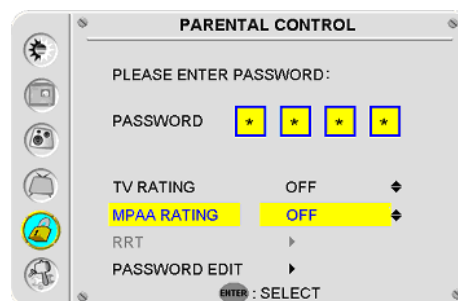 PARENTAL CONTROL
PLEASE ENTER PASSWORD:
PASSWORD * * * *
TV RATING OFF
MPAA RATING OFF
RRT
PASSWORD EDIT
ENTER : SELECT